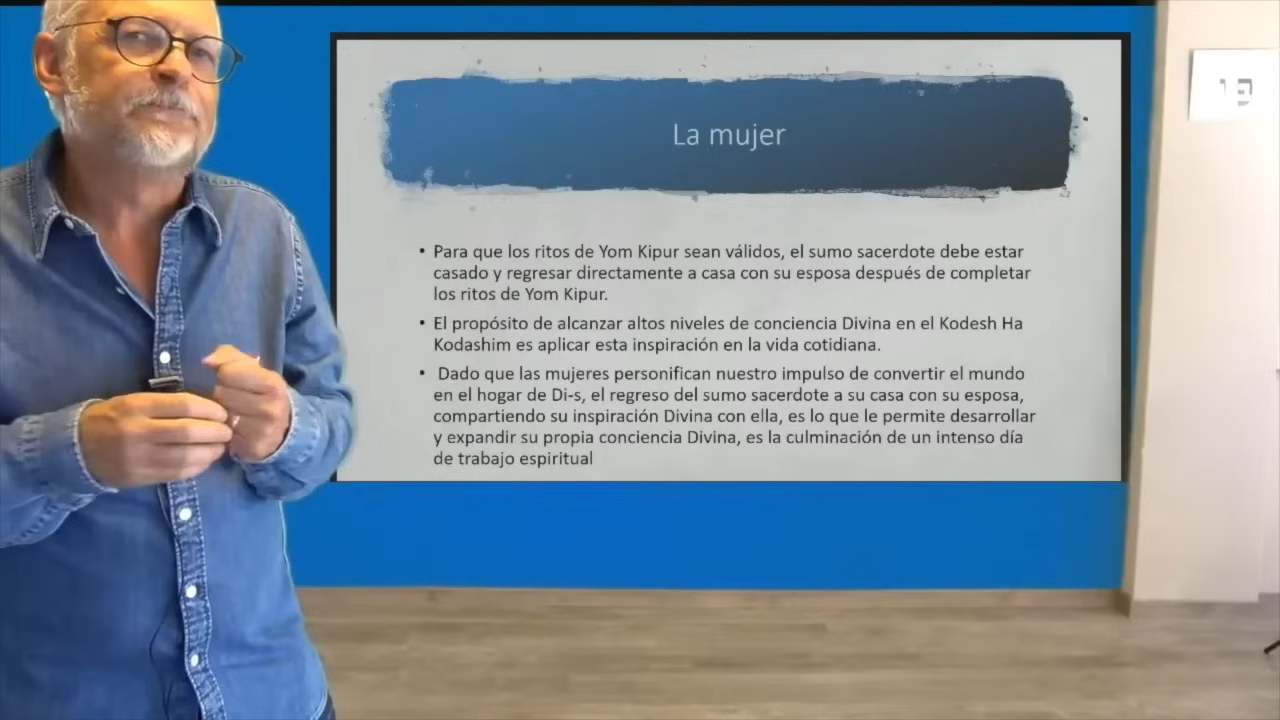 La mujer
• Para que los ritos de Yom Kipur sean válidos, el sumo sacerdote debe estar
casado y regresar directamente a casa con su esposa después de completar
los ritos de Yom Kipur.
• El propósito de alcanzar altos niveles de conciencia Divina en el Kodesh Ha
Kodashim es aplicar esta inspiración en la vida cotidiana.
• Dado que las mujeres personifican nuestro impulso de convertir el mundo
en el hogar de Di-s, el regreso del sumo sacerdote a su casa con su esposa,
compartiendo su inspiración Divina con ella, es lo que le permite desarrollar
y expandir su propia conciencia Divina, es la culminación de un intenso día
de trabajo espiritual